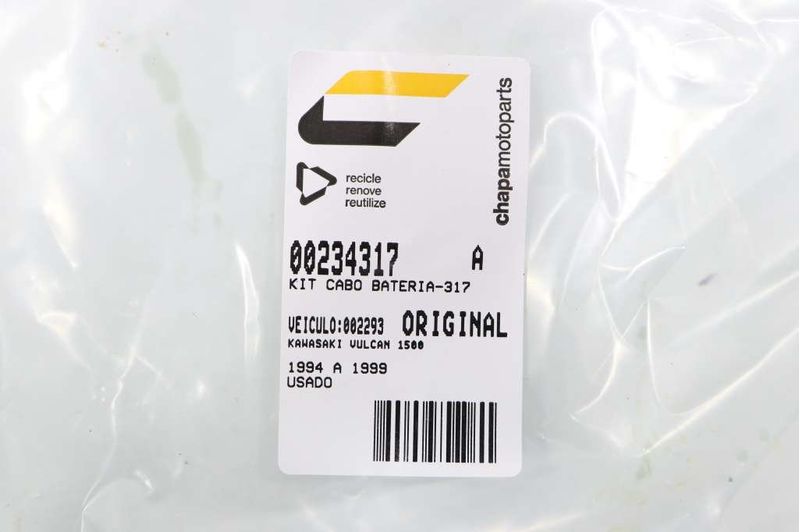 chapamotoparts
recicle
renove
reutilize
00234317 A
KIT CABO BATERIA-317
VEICULO:002293 ORIGINAL
KAWASAKI VULCAN 1500
1994 A 1999
USADO